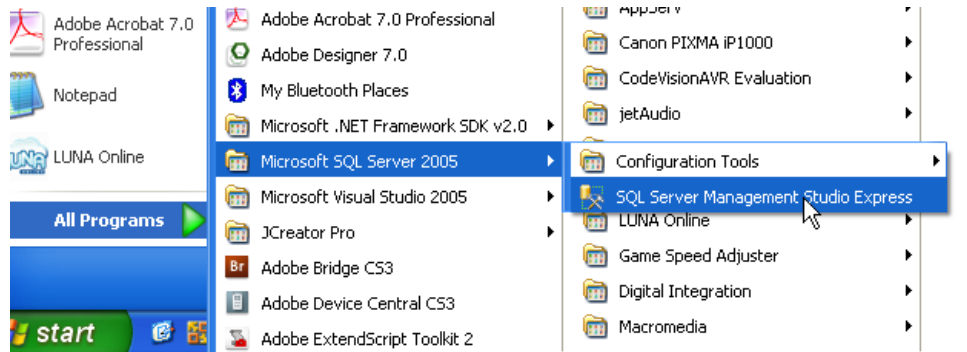 Adobe Acrobat 7.0
Professional
Notepad
LUNA Online
All Programs
start
Adobe Acrobat 7.0 Professional
Adobe Designer 7.0
My Bluetooth Places
Microsoft .NET Framework SDK v2.0
Microsoft SQL Server 2005
Microsoft Visual Studio 2005
JCreator Pro
Br Adobe Bridge CS3
Adobe Device Central CS3
Adobe ExtendScript Toolkit 2
AppServ
Canon PIXMA iP1000
CodeVisionAVR Evaluation
jetAudio
Configuration Tools
SQL Server Management Studio Express
LUNA Online
Game Speed Adjuster
Digital Integration
Macromedia